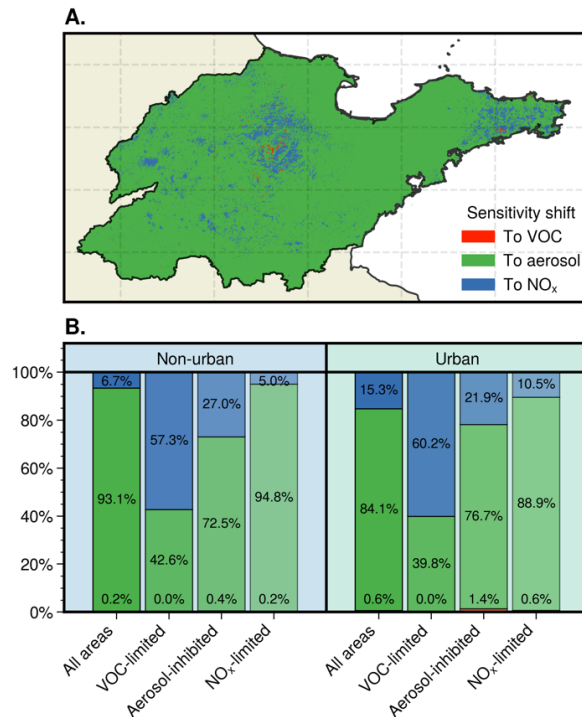 A.
Sensitivity shift
To VOC
To aerosol
To NOx
B.
Non-urban Urban
100%
80%
60%
40%
20%
0%
6.7% 57.3% 27.0% 5.0% 15.3% 60.2% 21.9% 10.5%
93.1% 42.6% 72.5% 94.8% 84.1% 39.8% 76.7% 88.9%
0.2% 0.0% 0.4% 0.2% 0.6% 0.0% 1.4% 0.6%
All areas VOC-limited Aerosol-inhibited NOx-limited All areas VOC-limited Aerosol-inhibited NOx-limited